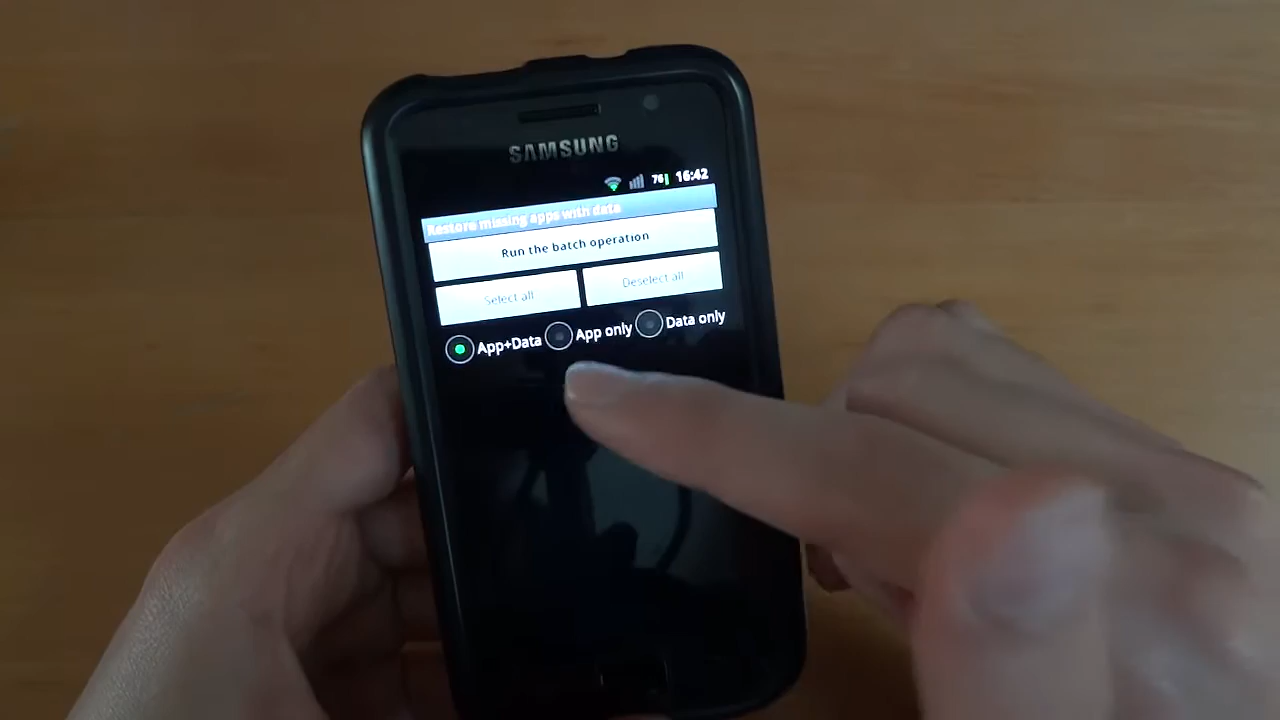 SAMSUNG
76 16:42
Restore missing apps with data
Run the batch operation
Select all Deselect all
App+Data App only Data only